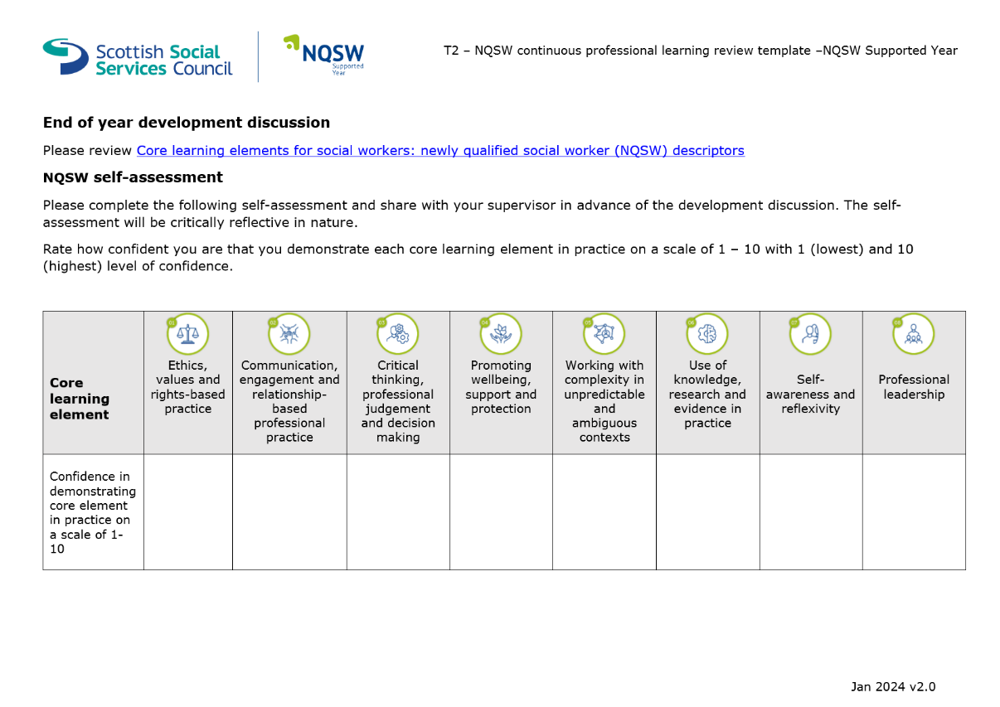 Scottish Social
Services Council
NQSW
Supported
Year
T2 – NQSW continuous professional learning review template –NQSW Supported Year
End of year development discussion
Please review Core learning elements for social workers: newly qualified social worker (NQSW) descriptors
NQSW self-assessment
Please complete the following self-assessment and share with your supervisor in advance of the development discussion. The self-
assessment will be critically reflective in nature.
Rate how confident you are that you demonstrate each core learning element in practice on a scale of 1 – 10 with 1 (lowest) and 10
(highest) level of confidence.
Core
learning
element
01
Ethics,
values and
rights-based
practice
02
Communication,
engagement and
relationship-
based
professional
practice
03
Critical
thinking,
professional
judgement
and decision
making
04
Promoting
wellbeing,
support and
protection
05
Working with
complexity in
unpredictable
and
ambiguous
contexts
06
Use of
knowledge,
research and
evidence in
practice
07
Self-
awareness and
reflexivity
08
Professional
leadership
Confidence in
demonstrating
core element
in practice on
a scale of 1-
10
Jan 2024 v2.0